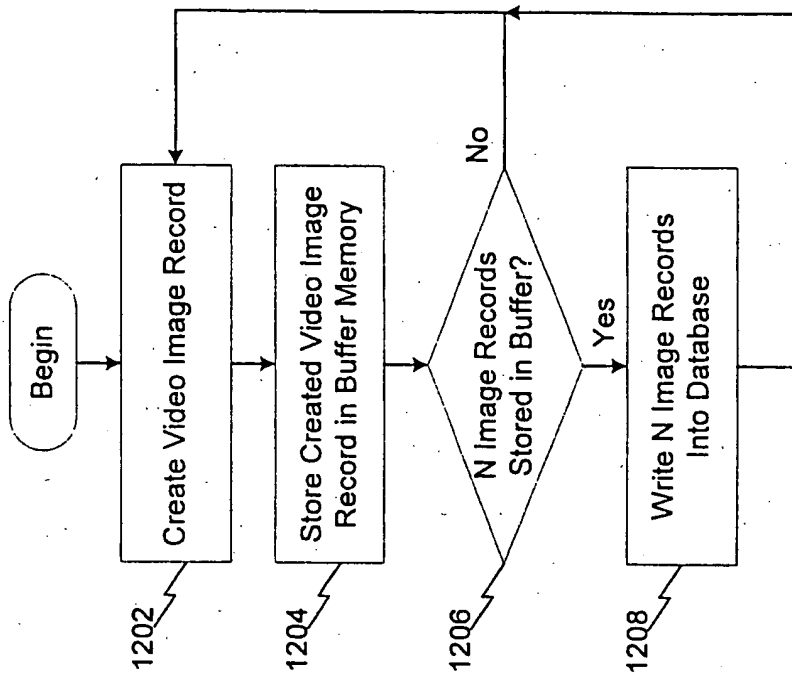 Begin
1202
Create Video Image Record
1204
Store Created Video Image
Record in Buffer Memory
1206
N Image Records
Stored in Buffer?
No
Yes
1208
Write N Image Records
Into Database